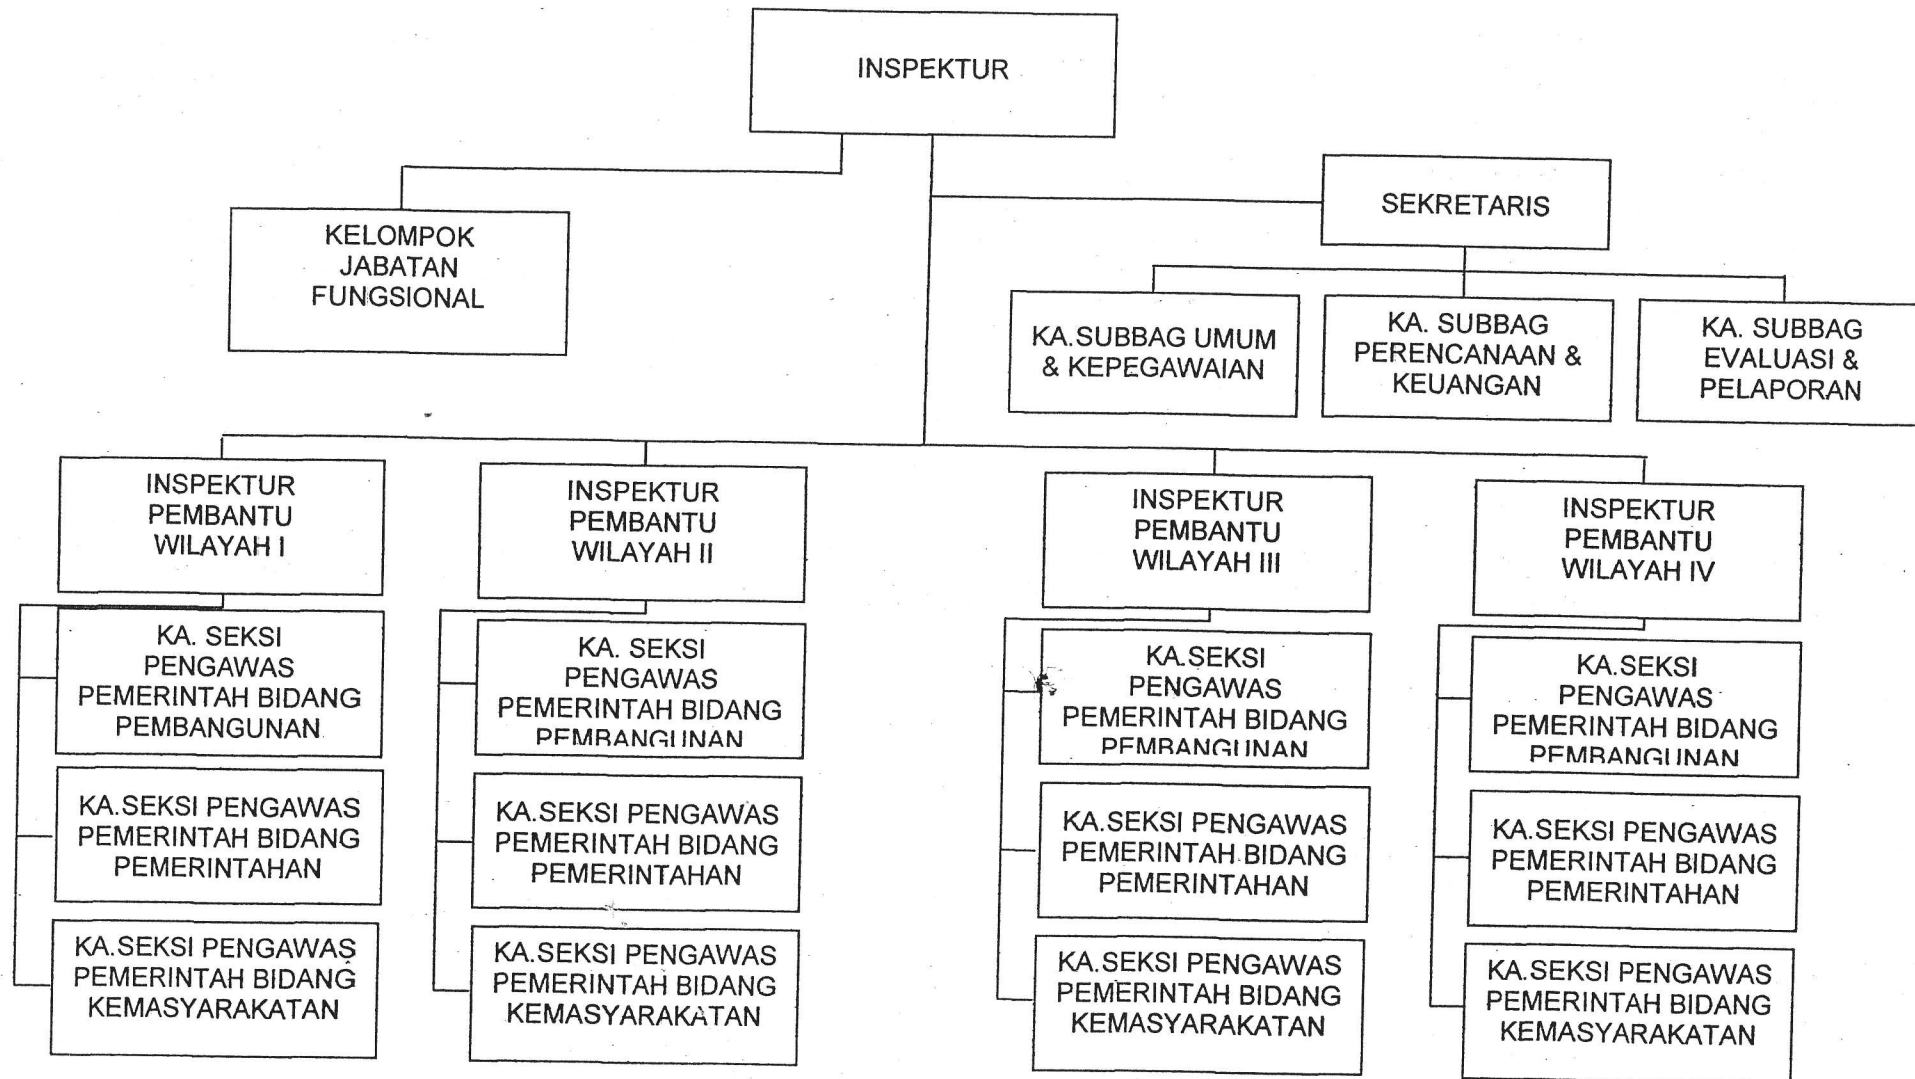 INSPEKTUR
SEKRETARIS
KELOMPOK
JABATAN
FUNGSIONAL
KA.SUBBAG UMUM
& KEPEGAWAIAN
KA. SUBBAG
PERENCANAAN &
KEUANGAN
KA. SUBBAG
EVALUASI &
PELAPORAN
INSPEKTUR
PEMBANTU
WILAYAH I
INSPEKTUR
PEMBANTU
WILAYAH II
INSPEKTUR
PEMBANTU
WILAYAH III
INSPEKTUR
PEMBANTU
WILAYAH IV
KA. SEKSI
PENGAWAS
PEMERINTAH BIDANG
PEMBANGUNAN
KA. SEKSI
PENGAWAS
PEMERINTAH BIDANG
PEMBANGUNAN
KA.SEKSI
PENGAWAS
PEMERINTAH BIDANG
PEMBANGUNAN
KA.SEKSI
PENGAWAS
PEMERINTAH BIDANG
PEMBANGUNAN
KA.SEKSI PENGAWAS
PEMERINTAH BIDANG
PEMERINTAHAN
KA.SEKSI PENGAWAS
PEMERINTAH BIDANG
PEMERINTAHAN
KA.SEKSI PENGAWAS
PEMERINTAH BIDANG
PEMERINTAHAN
KA.SEKSI PENGAWAS
PEMERINTAH BIDANG
PEMERINTAHAN
KA.SEKSI PENGAWAS
PEMERINTAH BIDANG
KEMASYARAKATAN
KA.SEKSI PENGAWAS
PEMERINTAH BIDANG
KEMASYARAKATAN
KA.SEKSI PENGAWAS
PEMERINTAH BIDANG
KEMASYARAKATAN
KA.SEKSI PENGAWAS
PEMERINTAH BIDANG
KEMASYARAKATAN